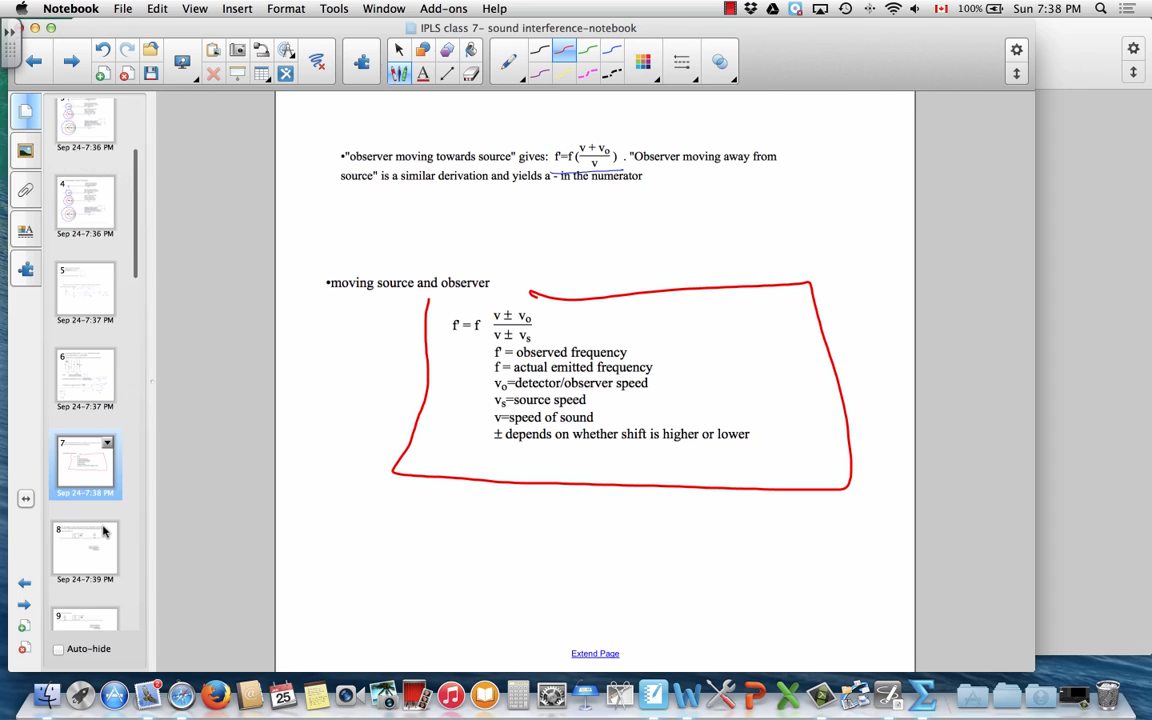 Notebook File Edit View Insert Format Tools Window Add-ons Help 100% Sun 7:38 PM
IPLS class 7- sound interference-notebook
Sep 24-7:36 PM
4
Sep 24-7:36 PM
5
Sep 24-7:37 PM
6
Sep 24-7:37 PM
7
Sep 24-7:38 PM
8
Sep 24-7:39 PM
9
Auto-hide
•"observer moving towards source" gives: f'=f (v + vo / v) . "Observer moving away from
source" is a similar derivation and yields a - in the numerator
•moving source and observer
f' = f v ± vo / v ± vs
f' = observed frequency
f = actual emitted frequency
vo=detector/observer speed
vs=source speed
v=speed of sound
± depends on whether shift is higher or lower
Extend Page
25